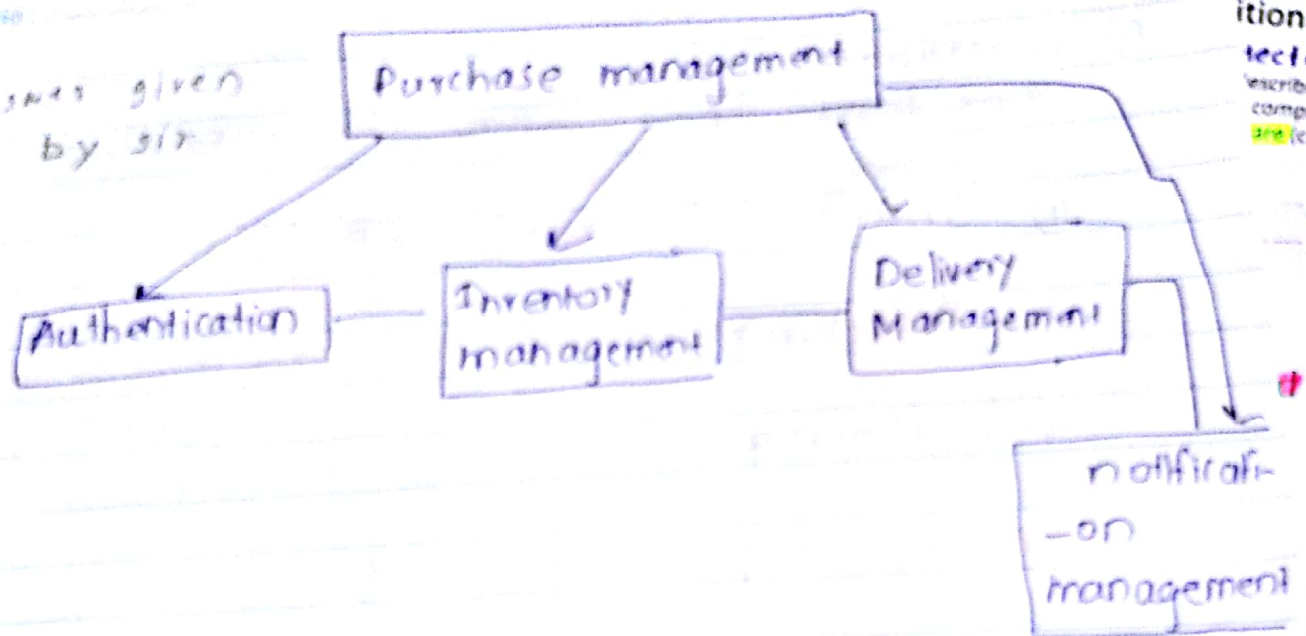 given
by sir
Purchase management
Authentication
Inventory
management
Delivery
Management
notificati-
-on
management
ition